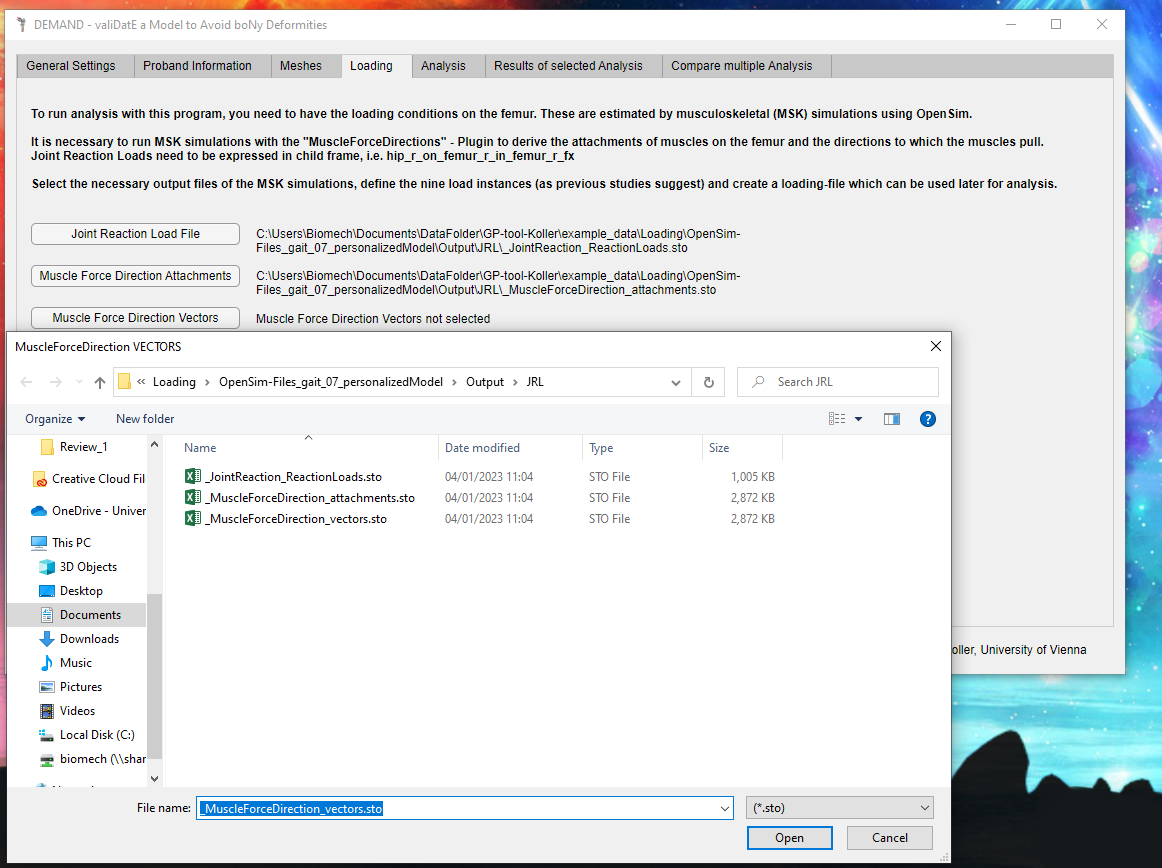 DEMAND - valiDatE a Model to Avoid boNy Deformities
General Settings Proband Information Meshes Loading Analysis Results of selected Analysis Compare multiple Analysis
To run analysis with this program, you need to have the loading conditions on the femur. These are estimated by musculoskeletal (MSK) simulations using OpenSim.
It is necessary to run MSK simulations with the "MuscleForceDirections" - Plugin to derive the attachments of muscles on the femur and the directions to which the muscles pull.
Joint Reaction Loads need to be expressed in child frame, i.e. hip_r_on_femur_r_in_femur_r_fx
Select the necessary output files of the MSK simulations, define the nine load instances (as previous studies suggest) and create a loading-file which can be used later for analysis.
Joint Reaction Load File
C:\Users\Biomech\Documents\DataFolder\GP-tool-Koller\example_data\Loading\OpenSim-
Files_gait_07_personalizedModel\Output\JRL\_JointReaction_ReactionLoads.sto
Muscle Force Direction Attachments
C:\Users\Biomech\Documents\DataFolder\GP-tool-Koller\example_data\Loading\OpenSim-
Files_gait_07_personalizedModel\Output\JRL\_MuscleForceDirection_attachments.sto
Muscle Force Direction Vectors Muscle Force Direction Vectors not selected
MuscleForceDirection VECTORS
« Loading › OpenSim-Files_gait_07_personalizedModel › Output › JRL Search JRL
Organize New folder
Name Date modified Type Size
_JointReaction_ReactionLoads.sto 04/01/2023 11:04 STO File 1,005 KB
_MuscleForceDirection_attachments.sto 04/01/2023 11:04 STO File 2,872 KB
_MuscleForceDirection_vectors.sto 04/01/2023 11:04 STO File 2,872 KB
Review_1
Creative Cloud Fil
OneDrive - Univer
This PC
3D Objects
Desktop
Documents
Downloads
Music
Pictures
Videos
Local Disk (C:)
biomech (\\shar
oller, University of Vienna
File name: _MuscleForceDirection_vectors.sto (*.sto)
Open Cancel